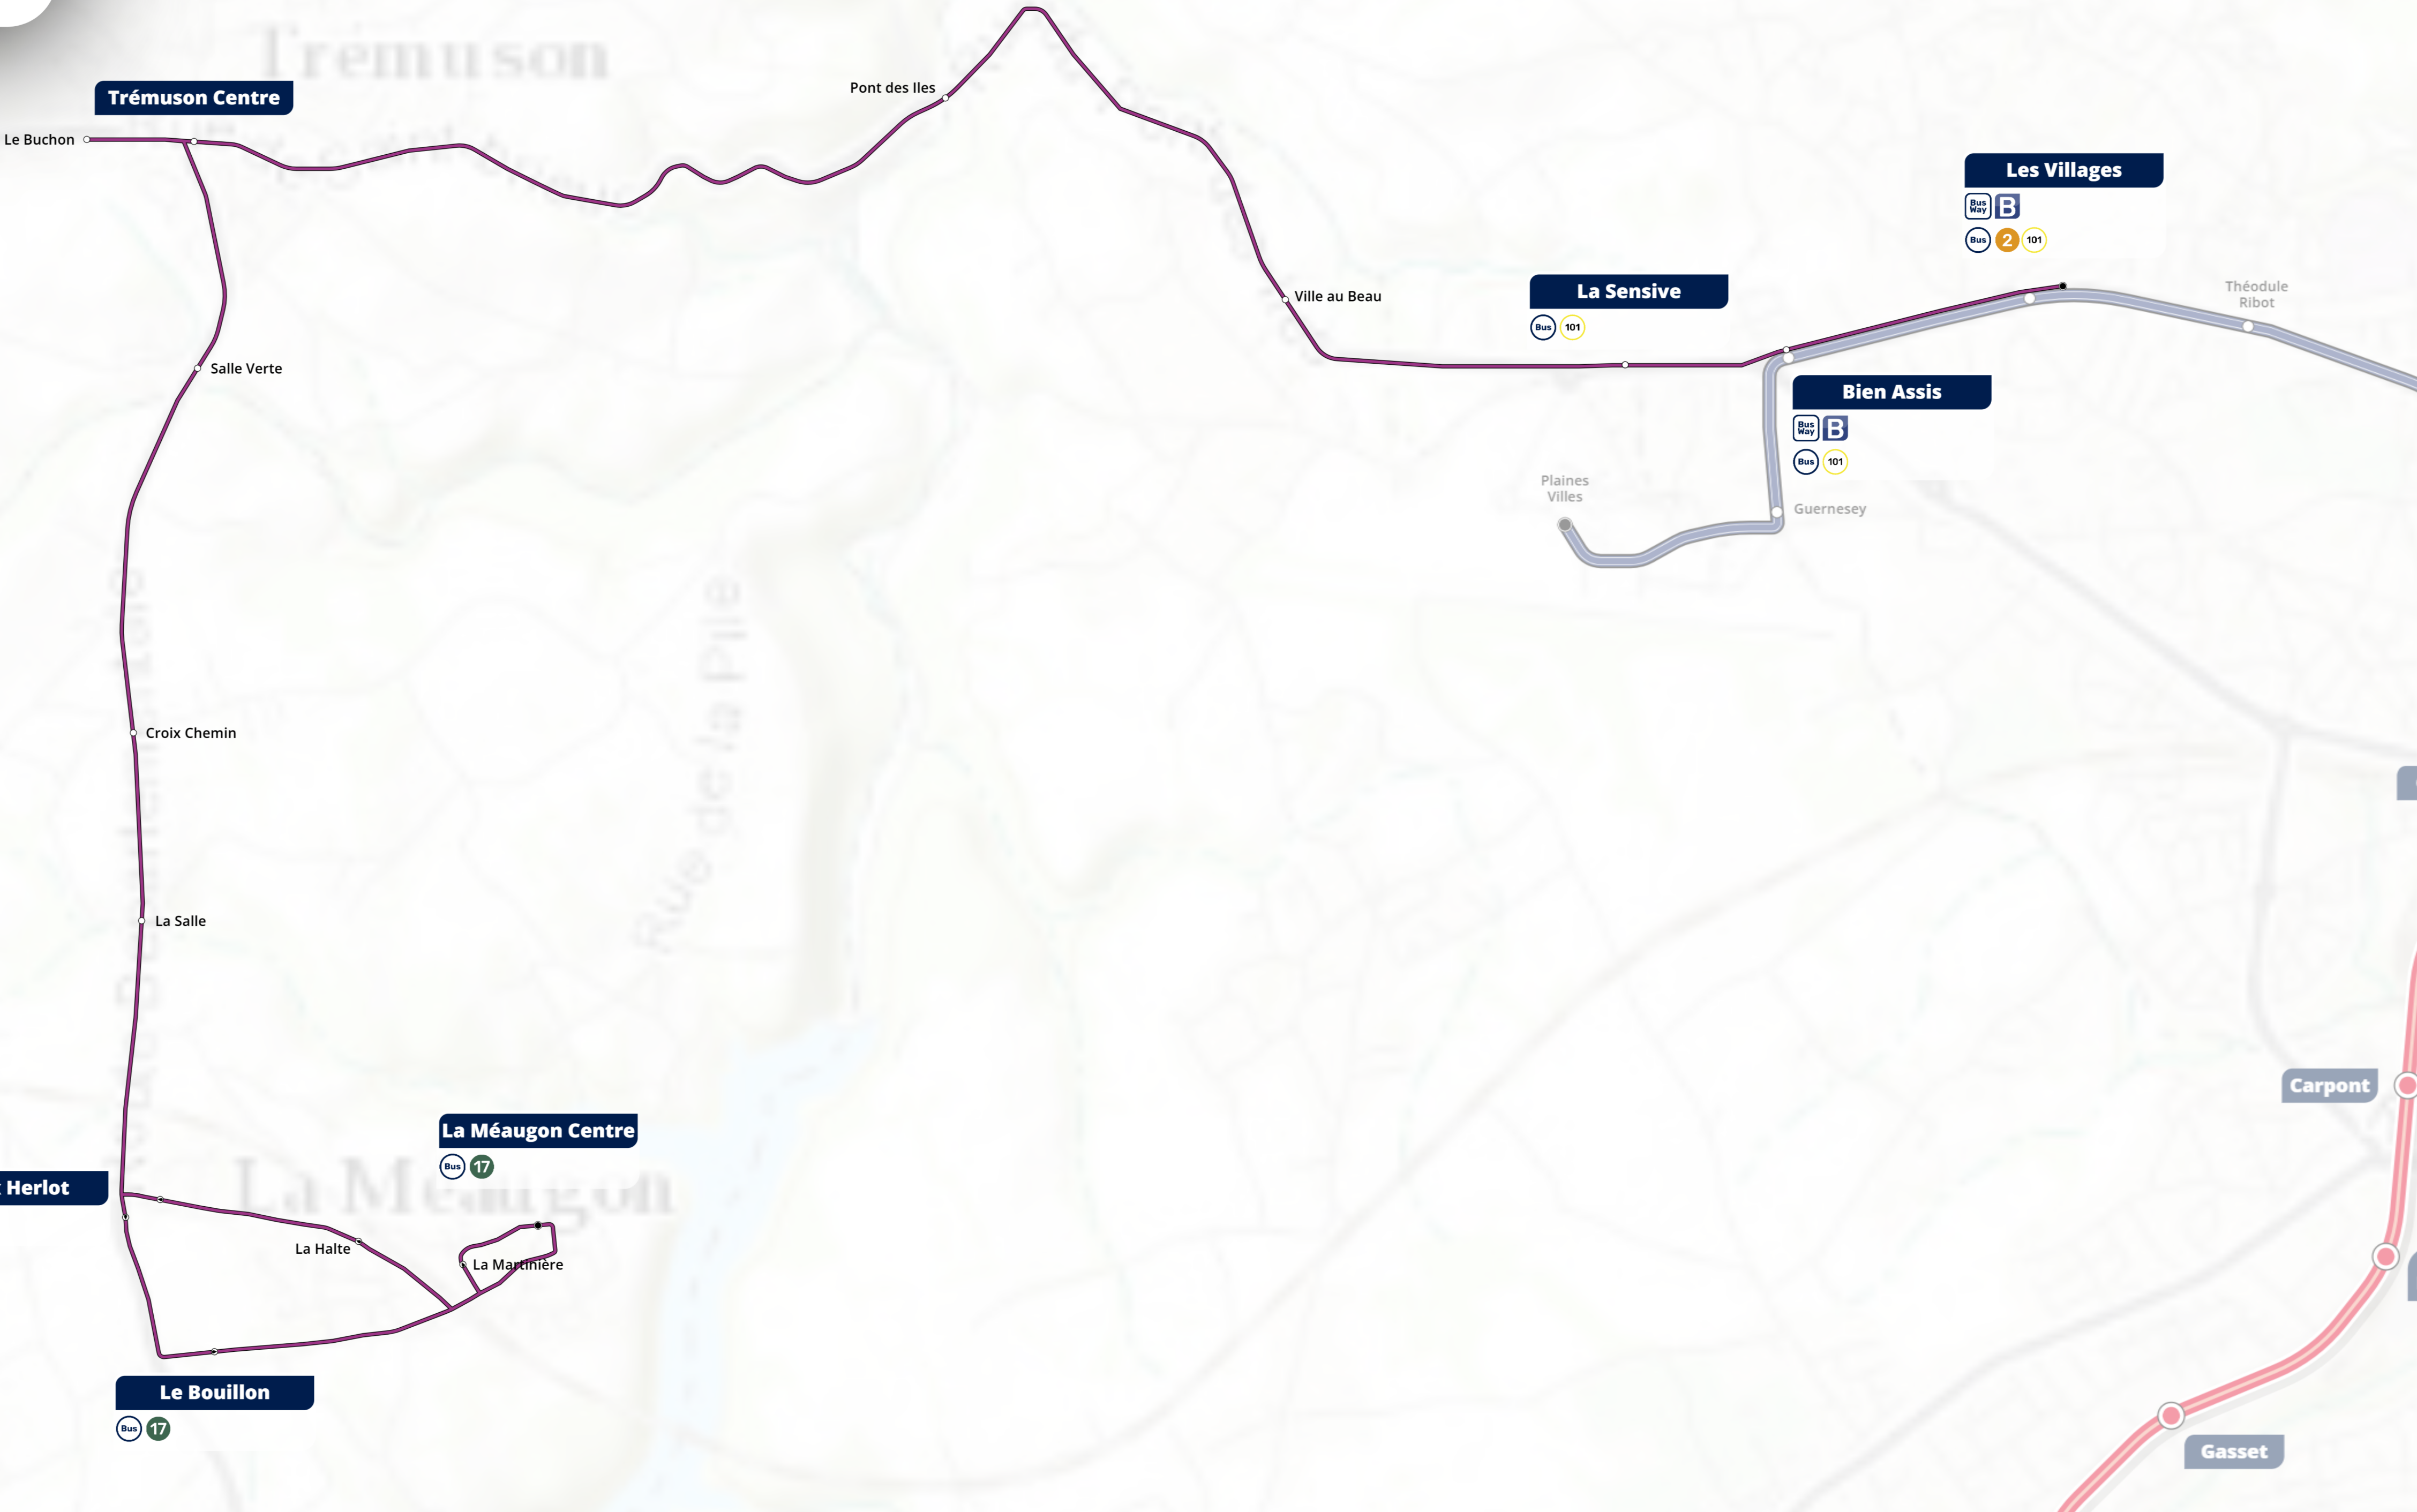 Trémuson
Trémuson Centre
Le Buchon
Pont des Iles
Les Villages
Bus Way B
Bus 2 101
Ville au Beau
La Sensive
Bus 101
Théodule
Ribot
Salle Verte
Bien Assis
Bus Way B
Bus 101
Plaines
Villes
Guernesey
Rue de la Pile
Croix Chemin
La Salle
Carpont
La Méaugon Centre
Bus 17
La Méaugon
Herlot
La Halte
La Martinière
Le Bouillon
Bus 17
Gasset